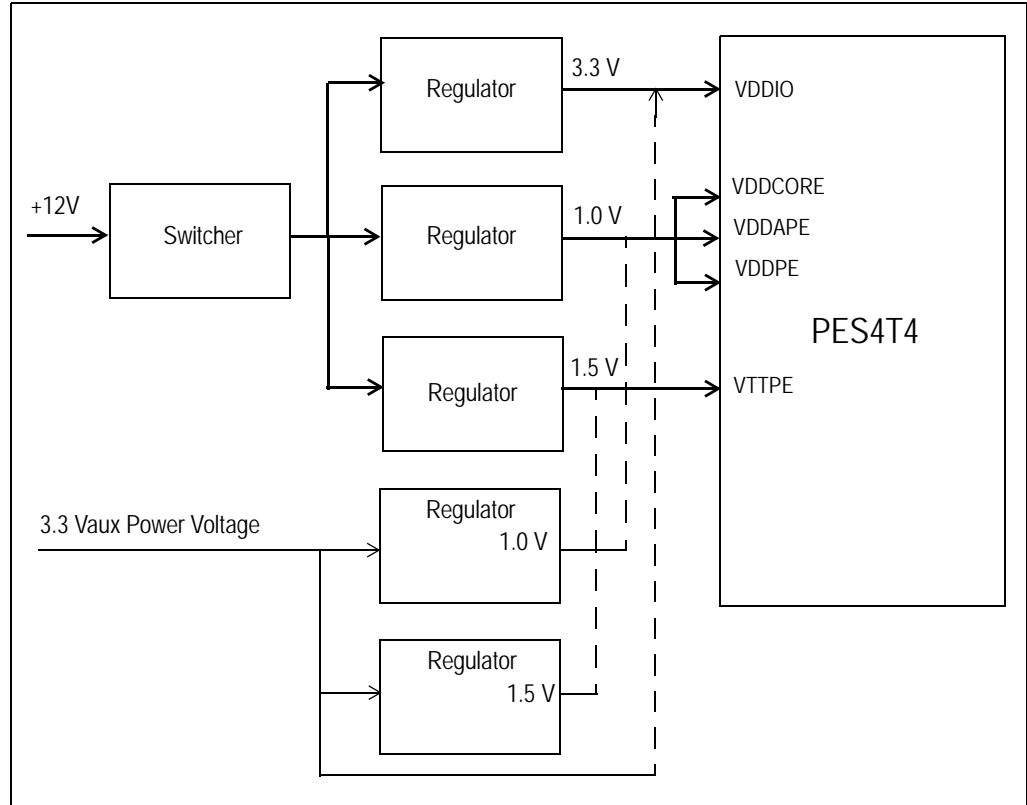 3.3 V
Regulator
VDDIO
+12V
Switcher
1.0 V
Regulator
VDDCORE
VDDAPE
VDDPE
PES4T4
1.5 V
Regulator
VTTPE
3.3 Vaux Power Voltage
Regulator
1.0 V
Regulator
1.5 V